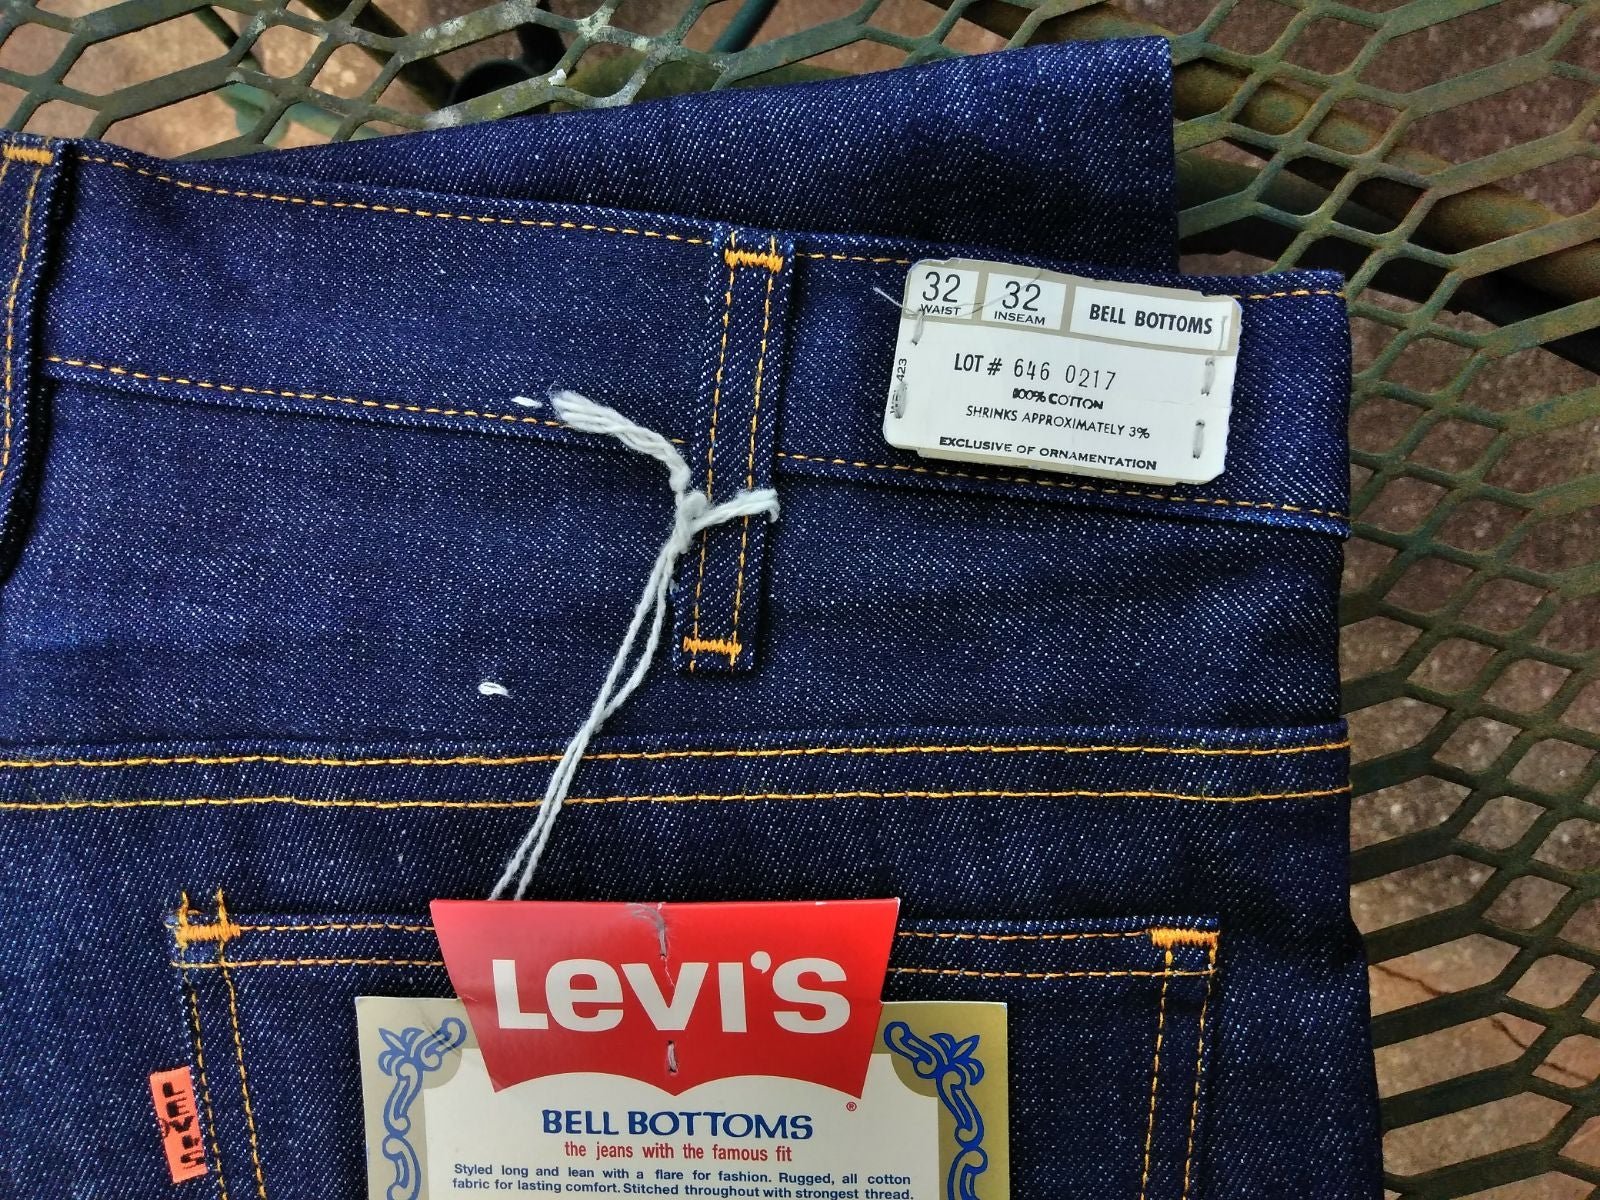 32 32 BELL BOTTOMS
WAIST INSEAM
LOT # 646 0217
100% COTTON
SHRINKS APPROXIMATELY 3%
EXCLUSIVE OF ORNAMENTATION
423
Levi's
®
BELL BOTTOMS
the jeans with the famous fit
Styled long and lean with a flare for fashion. Rugged, all cotton
fabric for lasting comfort. Stitched throughout with strongest thread.
LEVI'S